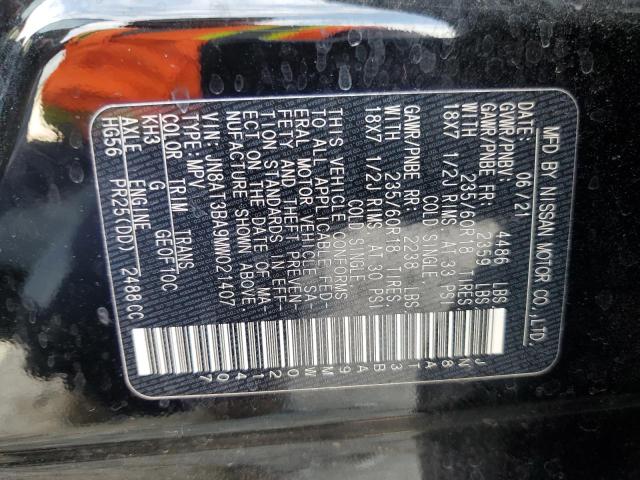 MFD BY NISSAN MOTOR CO., LTD.
DATE: 06/21
GVWR/PNBV 4486 LBS
GAWR/PNBE FR 2359 LBS
WITH 235/60R18 TIRES
18X7 1/2J RIMS AT 33 PSI
COLD SINGLE
GAWR/PNBE RR 2238 LBS
WITH 235/60R18 TIRES
18X7 1/2J RIMS AT 30 PSI
COLD SINGLE
THIS VEHICLE CONFORMS
TO ALL APPLICABLE FED-
ERAL MOTOR VEHICLE SA-
FETY AND THEFT PREVEN-
TION STANDARDS IN EFF-
ECT ON THE DATE OF MA-
NUFACTURE SHOWN ABOVE.
VIN: JN8AT3BA9MW021407
TYPE: MPV
COLOR TRIM TRANS
KH3 G GE0F10C
AXLE ENGINE
NG56 PR25(DD) 2488CC
JN8AT3BA9MW021407